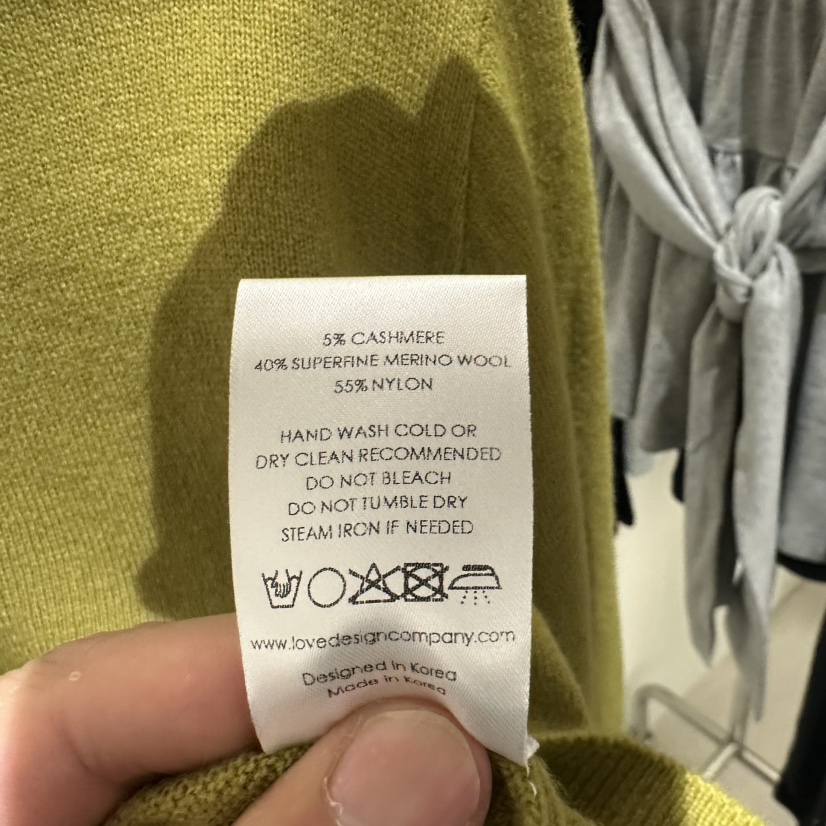 5% CASHMERE
40% SUPERFINE MERINO WOOL
55% NYLON
HAND WASH COLD OR
DRY CLEAN RECOMMENDED
DO NOT BLEACH
DO NOT TUMBLE DRY
STEAM IRON IF NEEDED
www.lovedesigncompany.com
Designed in Korea
Made in Korea